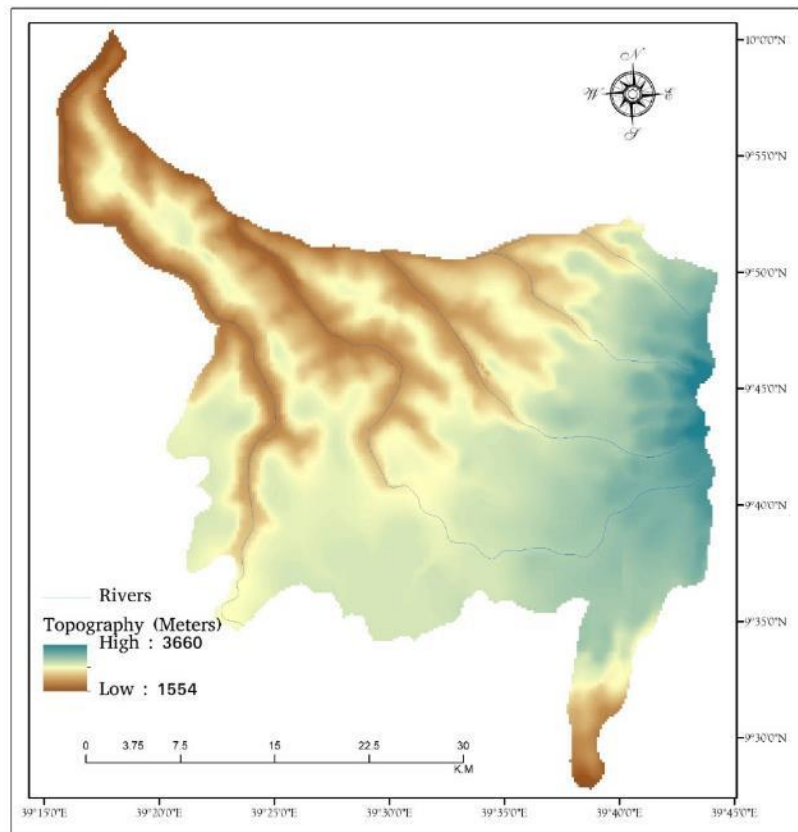 N
W E
S
10°0'0"N
9°55'0"N
9°50'0"N
9°45'0"N
9°40'0"N
9°35'0"N
9°30'0"N
Rivers
Topography (Meters)
High : 3660
Low : 1554
0 3.75 7.5 15 22.5 30
K.M
39°15'0"E 39°20'0"E 39°25'0"E 39°30'0"E 39°35'0"E 39°40'0"E 39°45'0"E